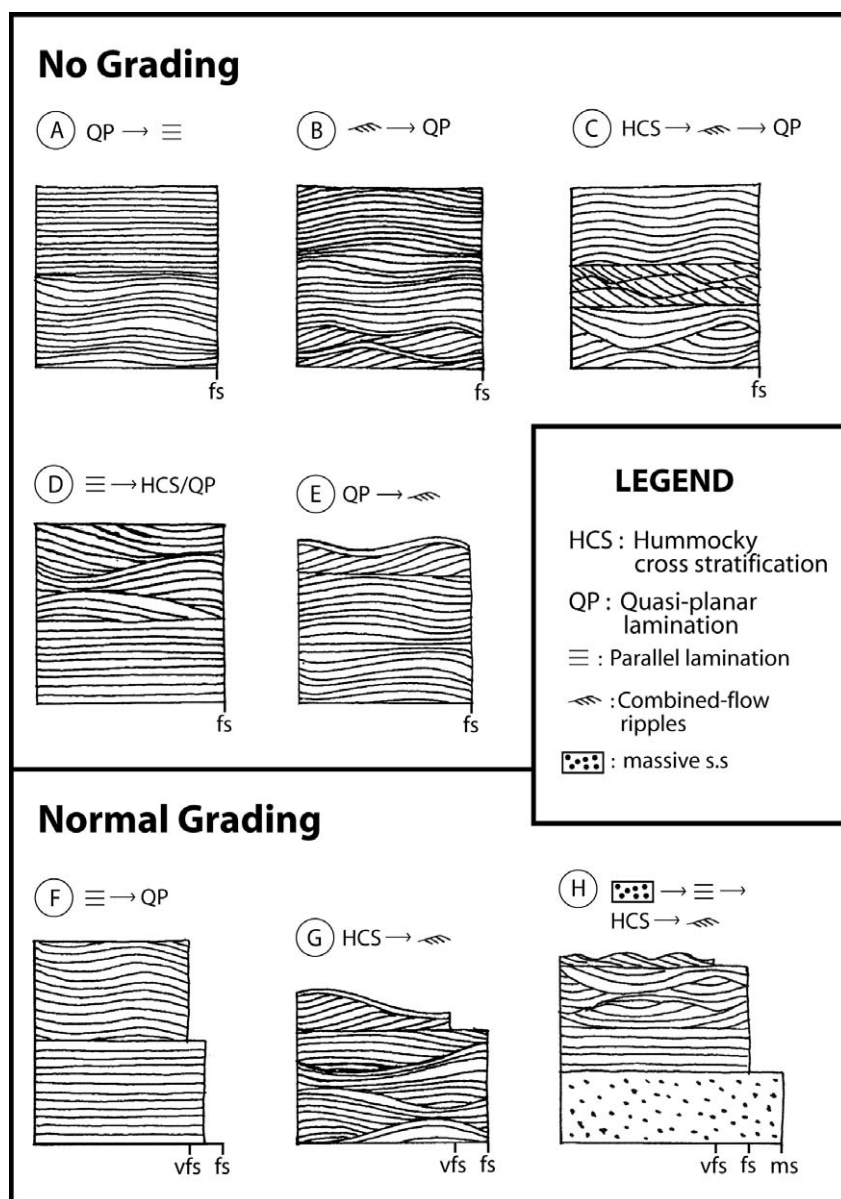 No Grading
A QP → ☰
B → QP
C HCS → → QP
fs
fs
fs
D ☰ → HCS/QP
E QP →
fs
fs
LEGEND
HCS : Hummocky
cross stratification
QP : Quasi-planar
lamination
☰ : Parallel lamination
: Combined-flow
ripples
: massive s.s
Normal Grading
F ☰ → QP
G HCS →
H → ☰ →
HCS →
vfs fs
vfs fs
vfs fs ms